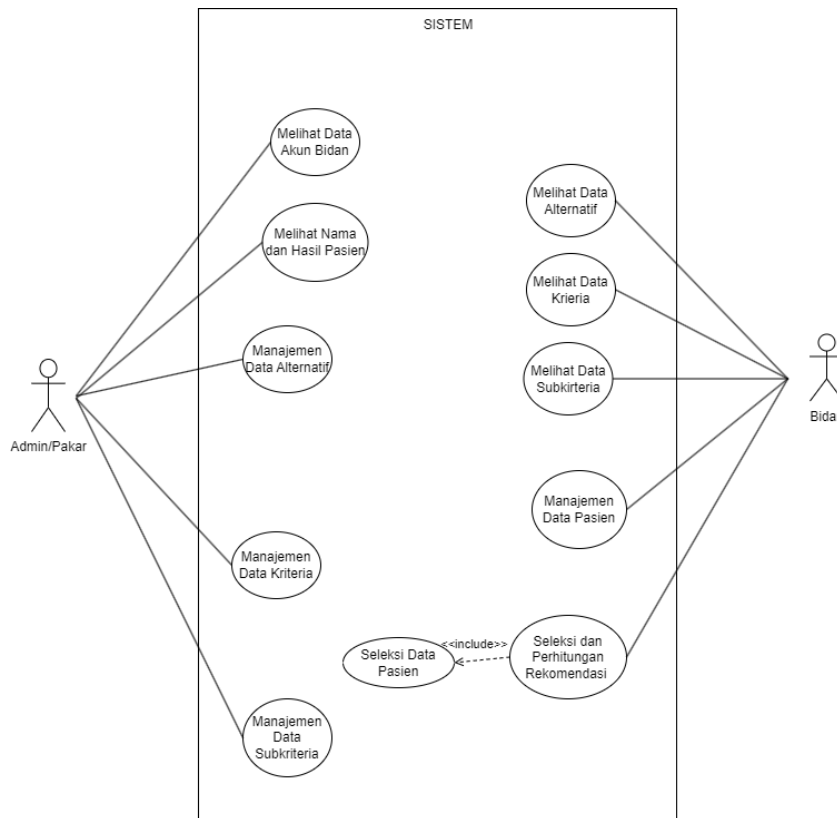 SISTEM
Melihat Data
Akun Bidan
Melihat Nama
dan Hasil Pasien
Manajemen
Data Alternatif
Admin/Pakar
Manajemen
Data Kriteria
Manajemen
Data
Subkriteria
Melihat Data
Alternatif
Melihat Data
Krieria
Melihat Data
Subkirteria
Manajemen
Data Pasien
Bida
<<include>>
Seleksi Data
Pasien
Seleksi dan
Perhitungan
Rekomendasi